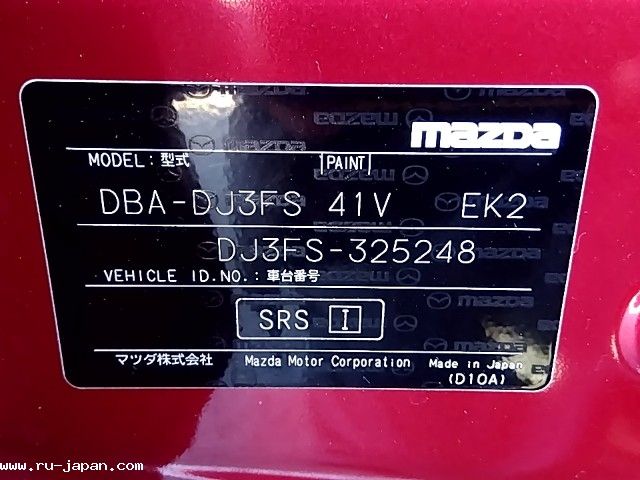 mazda
MODEL: 型式 PAINT
DBA-DJ3FS 41V EK2
DJ3FS-325248
VEHICLE ID.NO.: 車台番号
SRS I
マツダ株式会社 Mazda Motor Corporation Made in Japan
(D10A)
www.ru-japan.com